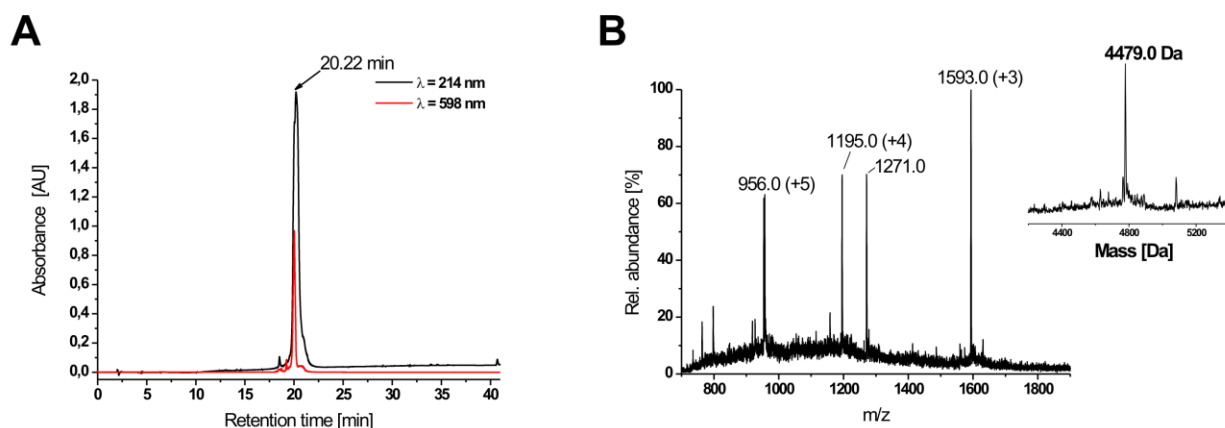 A
20.22 min
λ = 214 nm
λ = 598 nm
2,0
1,8
1,6
1,4
1,2
1,0
0,8
0,6
0,4
0,2
0,0
Absorbance [AU]
0 5 10 15 20 25 30 35 40
Retention time [min]
B
4479.0 Da
1593.0 (+3)
1195.0 (+4)
1271.0
956.0 (+5)
100
80
60
40
20
0
Rel. abundance [%]
800 1000 1200 1400 1600 1800
m/z
4400 4800 5200
Mass [Da]